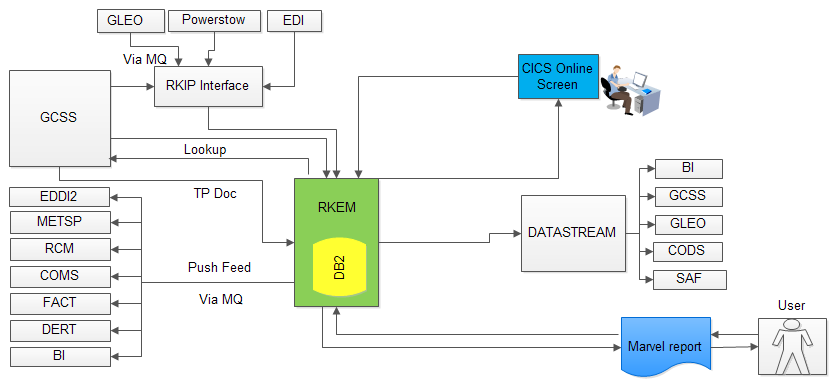 GLEO
Powerstow
EDI
Via MQ
RKIP Interface
CICS Online
Screen
GCSS
Lookup
TP Doc
RKEM
DB2
BI
GCSS
GLEO
CODS
SAF
DATASTREAM
EDDI2
METSP
RCM
COMS
FACT
DERT
BI
Push Feed
Via MQ
User
Marvel report